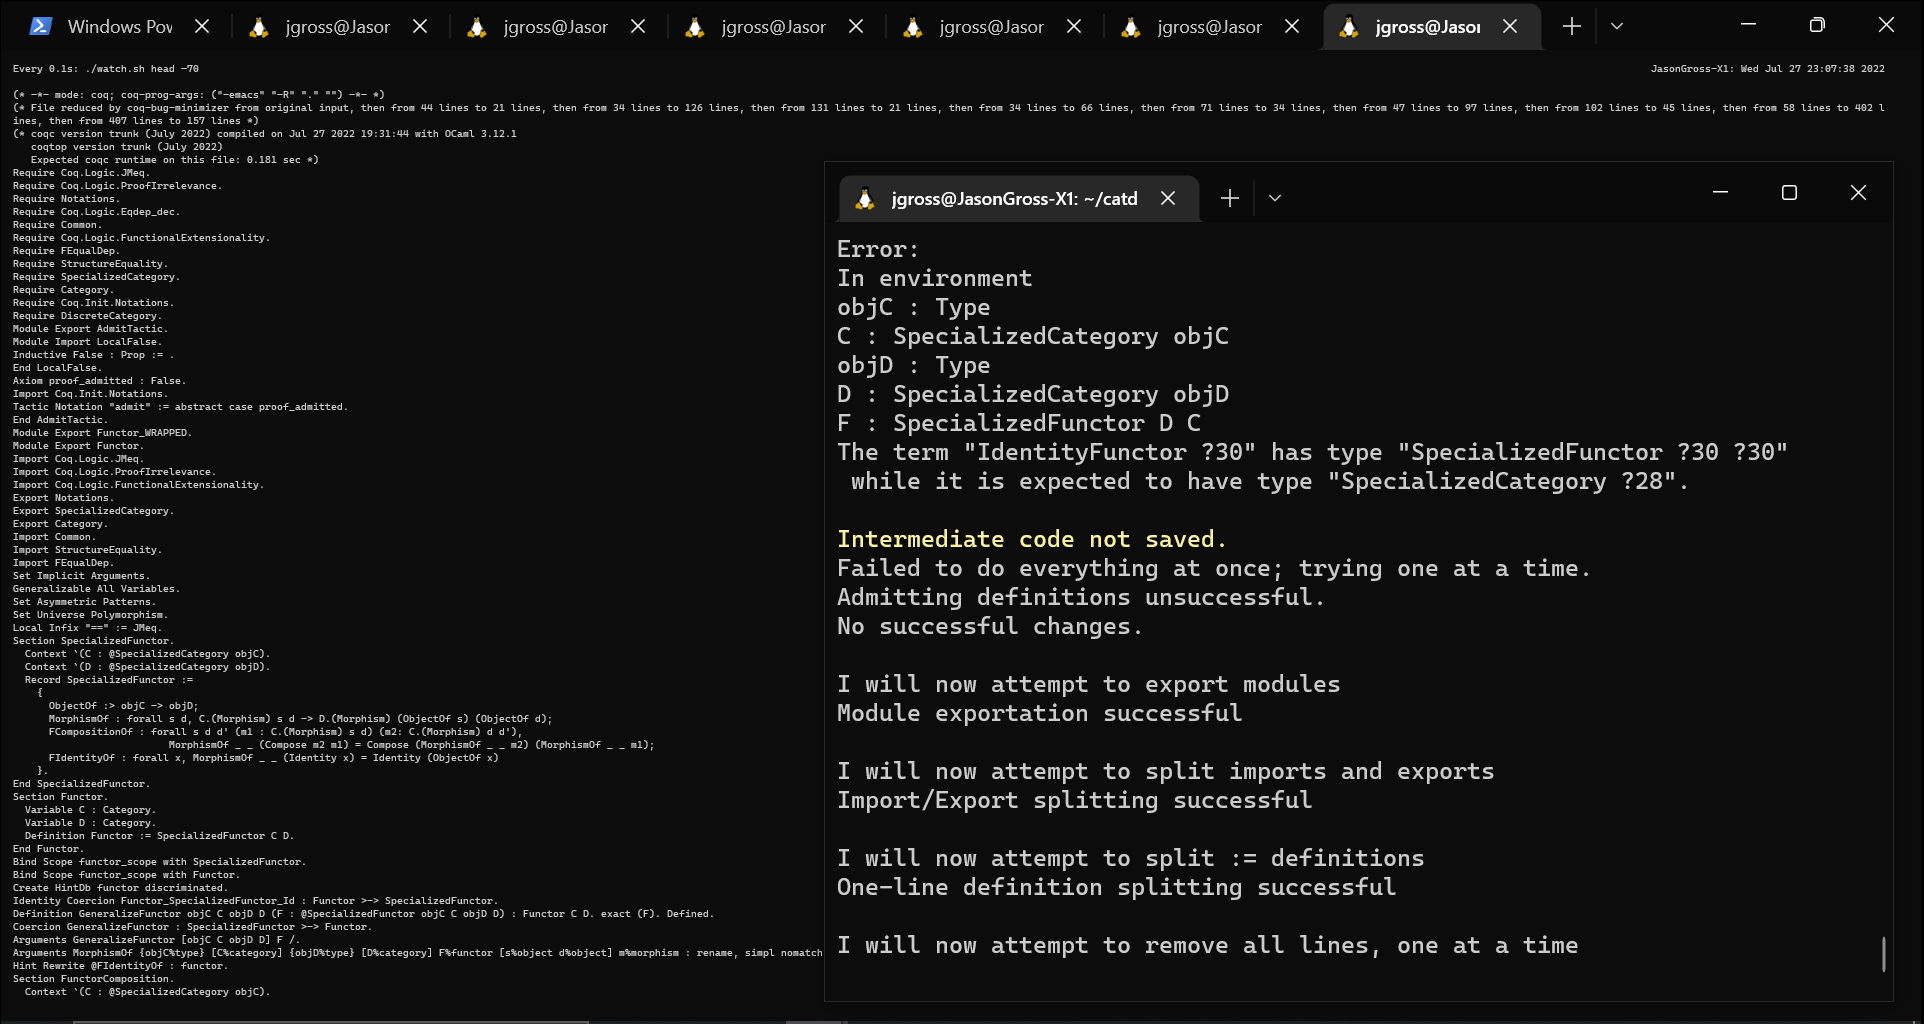 Windows Pow
jgross@Jason
jgross@Jason
jgross@Jason
jgross@Jason
jgross@Jason
jgross@Jason
Every 0.1s: ./watch.sh head -70
JasonGross-X1: Wed Jul 27 23:07:38 2022
(* -*- mode: coq; coq-prog-args: ("-emacs" "-R" "." "") -*- *)
(* File reduced by coq-bug-minimizer from original input, then from 44 lines to 21 lines, then from 34 lines to 126 lines, then from 131 lines to 21 lines, then from 34 lines to 66 lines, then from 71 lines to 34 lines, then from 47 lines to 97 lines, then from 102 lines to 45 lines, then from 58 lines to 402 l
ines, then from 407 lines to 157 lines *)
(* coqc version trunk (July 2022) compiled on Jul 27 2022 19:31:44 with OCaml 3.12.1
coqtop version trunk (July 2022)
Expected coqc runtime on this file: 0.181 sec *)
Require Coq.Logic.JMeq.
Require Coq.Logic.ProofIrrelevance.
Require Notations.
Require Coq.Logic.Eqdep_dec.
Require Common.
Require Coq.Logic.FunctionalExtensionality.
Require FEqualDep.
Require StructureEquality.
Require SpecializedCategory.
Require Category.
Require Coq.Init.Notations.
Require DiscreteCategory.
Module Export AdmitTactic.
Module Import LocalFalse.
Inductive False : Prop := .
End LocalFalse.
Axiom proof_admitted : False.
Import Coq.Init.Notations.
Tactic Notation "admit" := abstract case proof_admitted.
End AdmitTactic.
Module Export Functor_WRAPPED.
Module Export Functor.
Import Coq.Logic.JMeq.
Import Coq.Logic.ProofIrrelevance.
Import Coq.Logic.FunctionalExtensionality.
Export Notations.
Export SpecializedCategory.
Export Category.
Import Common.
Import StructureEquality.
Import FEqualDep.
Set Implicit Arguments.
Generalizable All Variables.
Set Asymmetric Patterns.
Set Universe Polymorphism.
Local Infix "==" := JMeq.
Section SpecializedFunctor.
Context `(C : @SpecializedCategory objC).
Context `(D : @SpecializedCategory objD).
Record SpecializedFunctor :=
{
ObjectOf :> objC -> objD;
MorphismOf : forall s d, C.(Morphism) s d -> D.(Morphism) (ObjectOf s) (ObjectOf d);
FCompositionOf : forall s d d' (m1 : C.(Morphism) s d) (m2: C.(Morphism) d d'),
MorphismOf _ _ (Compose m2 m1) = Compose (MorphismOf _ _ m2) (MorphismOf _ _ m1);
FIdentityOf : forall x, MorphismOf _ _ (Identity x) = Identity (ObjectOf x)
}.
End SpecializedFunctor.
Section Functor.
Variable C : Category.
Variable D : Category.
Definition Functor := SpecializedFunctor C D.
End Functor.
Bind Scope functor_scope with SpecializedFunctor.
Bind Scope functor_scope with Functor.
Create HintDb functor discriminated.
Identity Coercion Functor_SpecializedFunctor_Id : Functor >-> SpecializedFunctor.
Definition GeneralizeFunctor objC C objD D (F : @SpecializedFunctor objC C objD D) : Functor C D. exact (F). Defined.
Coercion GeneralizeFunctor : SpecializedFunctor >-> Functor.
Arguments GeneralizeFunctor [objC C objD D] F /.
Arguments MorphismOf {objC%type} [C%category] {objD%type} [D%category] F%functor [s%object d%object] m%morphism : rename, simpl nomatch
Hint Rewrite @FIdentityOf : functor.
Section FunctorComposition.
Context `(C : @SpecializedCategory objC).
jgross@JasonGross-X1: ~/catd
Error:
In environment
objC : Type
C : SpecializedCategory objC
objD : Type
D : SpecializedCategory objD
F : SpecializedFunctor D C
The term "IdentityFunctor ?30" has type "SpecializedFunctor ?30 ?30"
while it is expected to have type "SpecializedCategory ?28".
Intermediate code not saved.
Failed to do everything at once; trying one at a time.
Admitting definitions unsuccessful.
No successful changes.
I will now attempt to export modules
Module exportation successful
I will now attempt to split imports and exports
Import/Export splitting successful
I will now attempt to split := definitions
One-line definition splitting successful
I will now attempt to remove all lines, one at a time